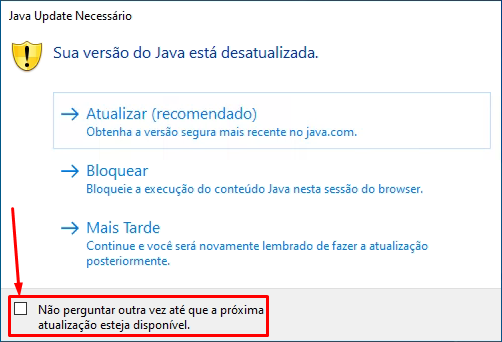 Java Update Necessário
Sua versão do Java está desatualizada.
Atualizar (recomendado)
Obtenha a versão segura mais recente no java.com.
Bloquear
Bloqueie a execução do conteúdo Java nesta sessão do browser.
Mais Tarde
Continue e você será novamente lembrado de fazer a atualização
posteriormente.
Não perguntar outra vez até que a próxima
atualização esteja disponível.